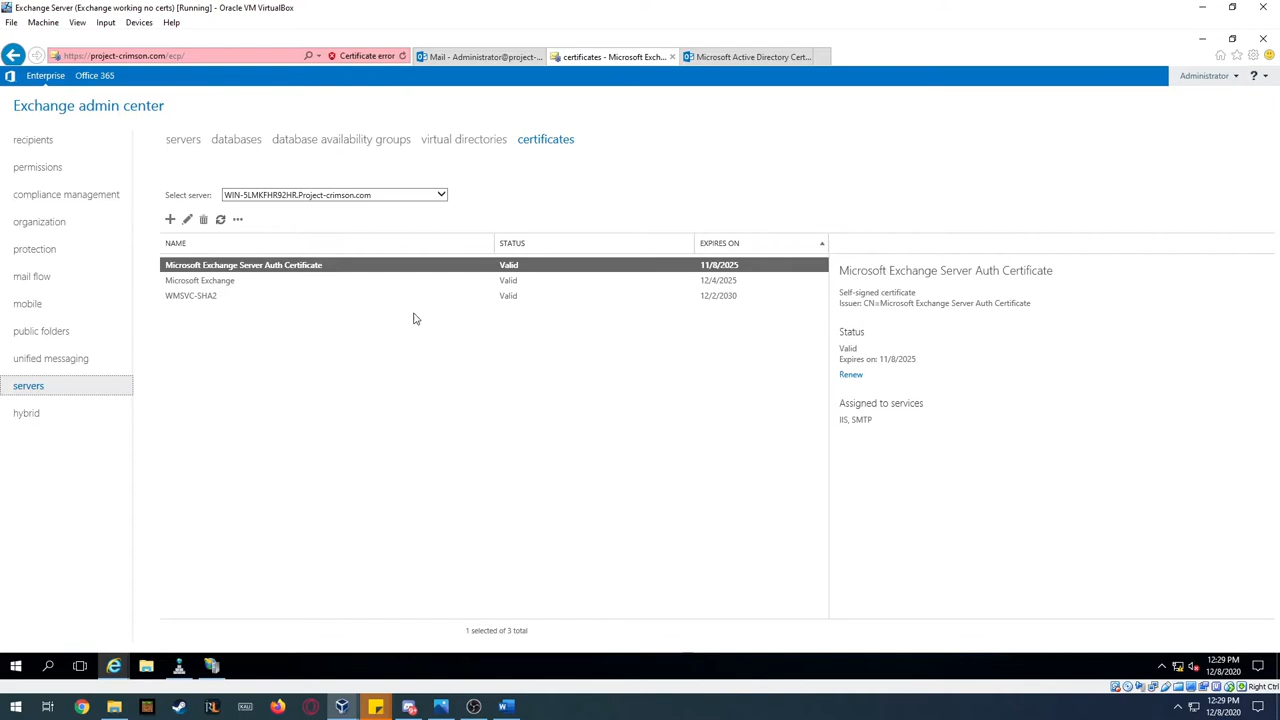 Exchange Server (Exchange working no certs) [Running] - Oracle VM VirtualBox
File Machine View Input Devices Help
https://project-crimson.com/ecp/ Certificate error Mail - Administrator@project-... certificates - Microsoft Exch... Microsoft Active Directory Cert...
Enterprise Office 365 Administrator ?
Exchange admin center
recipients
permissions
compliance management
organization
protection
mail flow
mobile
public folders
unified messaging
servers
hybrid
servers databases database availability groups virtual directories certificates
Select server: WIN-5LMKFHR92HR.Project-crimson.com
NAME STATUS EXPIRES ON
Microsoft Exchange Server Auth Certificate Valid 11/8/2025
Microsoft Exchange Valid 12/4/2025
WMSVC-SHA2 Valid 12/2/2030
1 selected of 3 total
Microsoft Exchange Server Auth Certificate
Self-signed certificate
Issuer: CN=Microsoft Exchange Server Auth Certificate
Status
Valid
Expires on: 11/8/2025
Renew
Assigned to services
IIS, SMTP
12:29 PM
12/8/2020
Right Ctrl
KALI
12:29 PM
12/8/2020